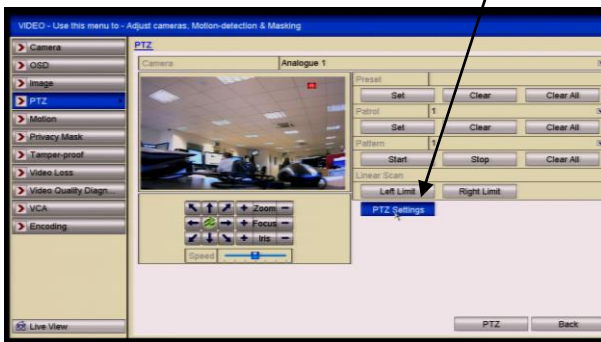 VIDEO - Use this menu to - Adjust cameras, Motion-detection & Masking
Camera
OSD
Image
PTZ
Motion
Privacy Mask
Tamper-proof
Video Loss
Video Quality Diagn...
VCA
Encoding
Live View
PTZ
Camera Analogue 1
Zoom
Focus
Iris
Speed
Preset
Set Clear Clear All
Patrol 1
Set Clear Clear All
Pattern 1
Start Stop Clear All
Linear Scan
Left Limit Right Limit
PTZ Settings
PTZ Back